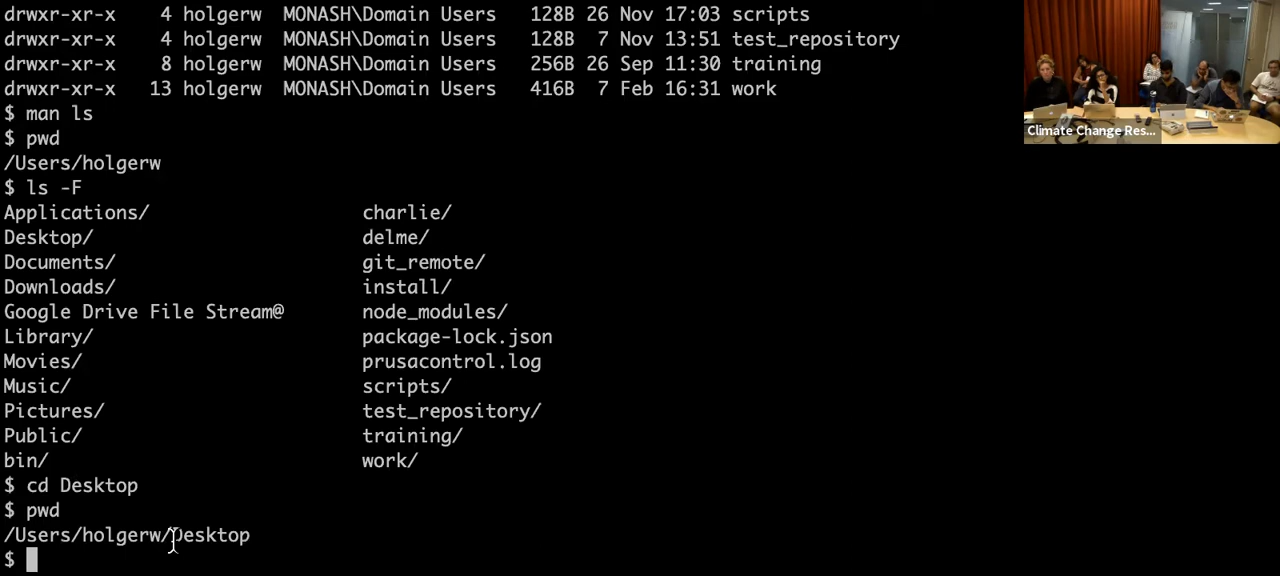 drwxr-xr-x    4 holgerw  MONASH\Domain Users    128B 26 Nov 17:03 scripts
drwxr-xr-x    4 holgerw  MONASH\Domain Users    128B  7 Nov 13:51 test_repository
drwxr-xr-x    8 holgerw  MONASH\Domain Users    256B 26 Sep 11:30 training
drwxr-xr-x   13 holgerw  MONASH\Domain Users    416B  7 Feb 16:31 work
Climate Change Res...
$ man ls
$ pwd
/Users/holgerw
$ ls -F
Applications/                   charlie/
Desktop/                        delme/
Documents/                      git_remote/
Downloads/                      install/
Google Drive File Stream@       node_modules/
Library/                        package-lock.json
Movies/                         prusacontrol.log
Music/                          scripts/
Pictures/                       test_repository/
Public/                         training/
bin/                            work/
$ cd Desktop
$ pwd
/Users/holgerw/Desktop
$